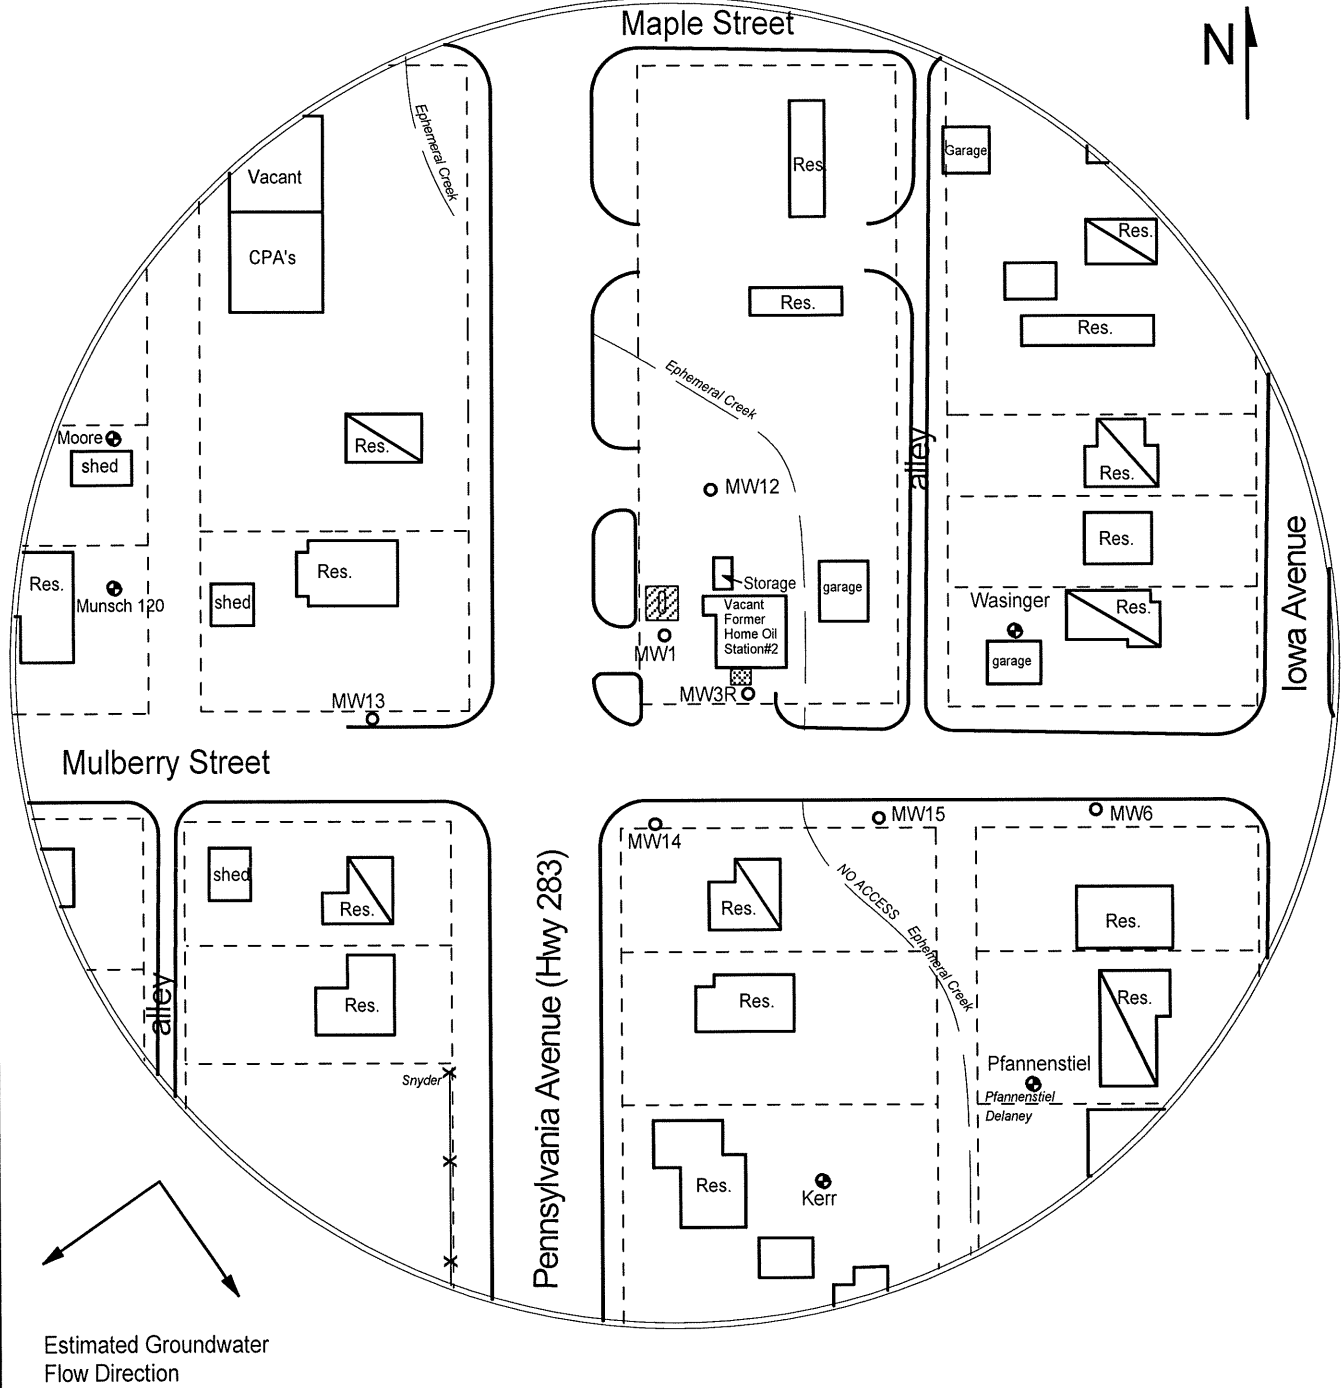 Maple Street
N
Ephemeral Creek
Vacant
CPA's
Res.
Garage
Res.
Res.
Res.
Ephemeral Creek
Moore
shed
Res.
alley
Res.
MW12
Res.
Iowa Avenue
Res.
Munsch 120
shed
Res.
Storage
Vacant
Former
Home Oil
Station#2
garage
Wasinger
Res.
garage
MW1
MW13
MW3R
Mulberry Street
MW14
MW15
MW6
shed
Res.
Res.
NO ACCESS
Ephemeral Creek
Res.
alley
Res.
Res.
Res.
Pennsylvania Avenue (Hwy 283)
Snyder
Pfannenstiel
Pfannenstiel
Delaney
Res.
Kerr
Estimated Groundwater
Flow Direction